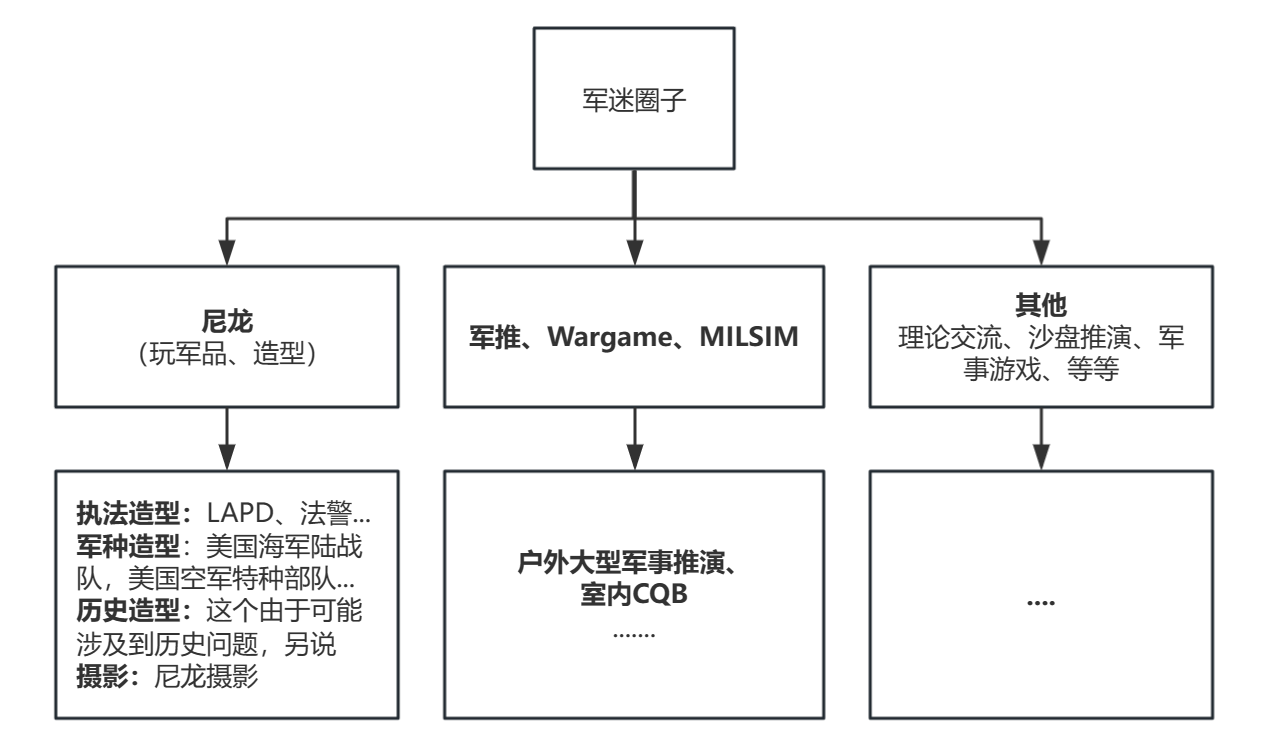 军迷圈子
尼龙
（玩军品、造型）
军推、Wargame、MILSIM
其他
理论交流、沙盘推演、军
事游戏、等等
执法造型：LAPD、法警...
军种造型：美国海军陆战
队，美国空军特种部队...
历史造型：这个由于可能
涉及到历史问题，另说
摄影：尼龙摄影
户外大型军事推演、
室内CQB
.......
....